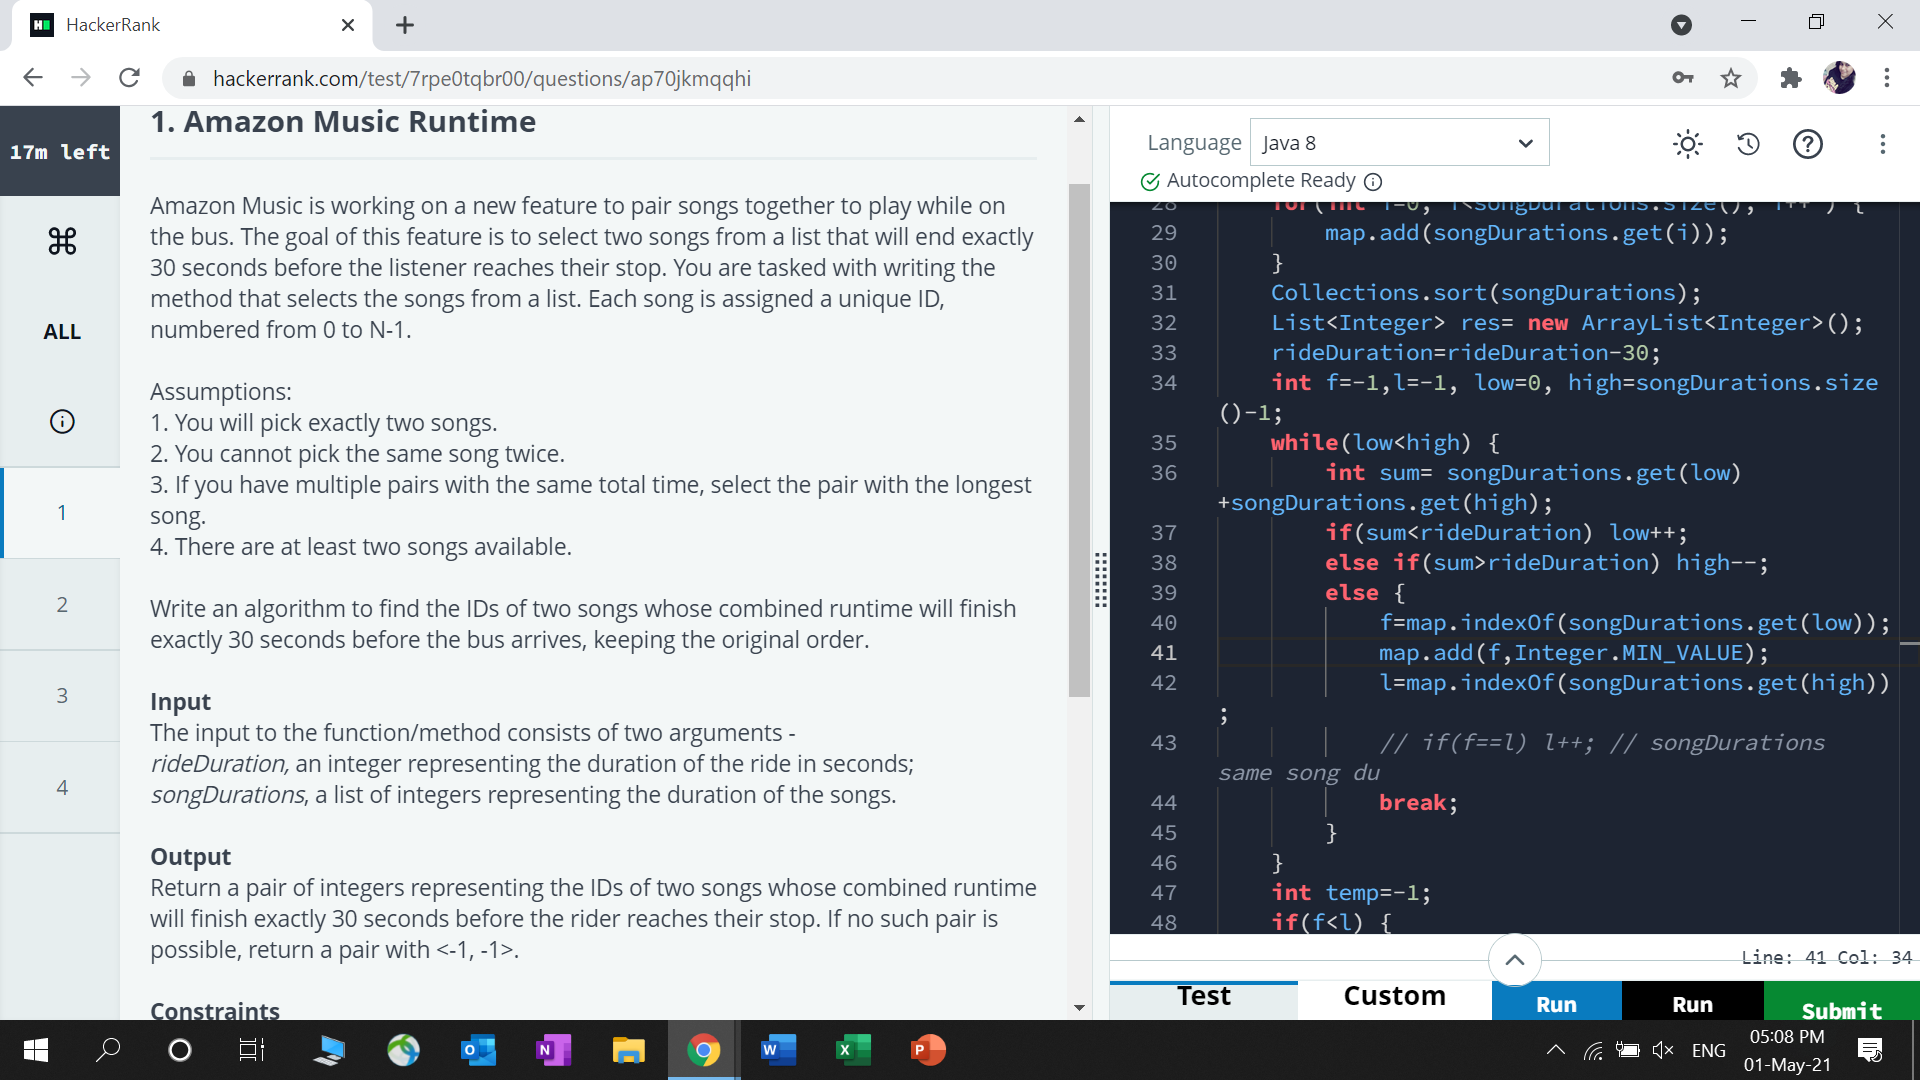 HackerRank
hackerrank.com/test/7rpe0tqbr00/questions/ap70jkmqqhi
17m left
ALL
1
2
3
4
1. Amazon Music Runtime
Amazon Music is working on a new feature to pair songs together to play while on
the bus. The goal of this feature is to select two songs from a list that will end exactly
30 seconds before the listener reaches their stop. You are tasked with writing the
method that selects the songs from a list. Each song is assigned a unique ID,
numbered from 0 to N-1.
Assumptions:
1. You will pick exactly two songs.
2. You cannot pick the same song twice.
3. If you have multiple pairs with the same total time, select the pair with the longest
song.
4. There are at least two songs available.
Write an algorithm to find the IDs of two songs whose combined runtime will finish
exactly 30 seconds before the bus arrives, keeping the original order.
Input
The input to the function/method consists of two arguments -
rideDuration, an integer representing the duration of the ride in seconds;
songDurations, a list of integers representing the duration of the songs.
Output
Return a pair of integers representing the IDs of two songs whose combined runtime
will finish exactly 30 seconds before the rider reaches their stop. If no such pair is
possible, return a pair with <-1, -1>.
Constraints
Language Java 8
Autocomplete Ready
28 for(int i=0; i<songDurations.size(); i++ ) {
29 map.add(songDurations.get(i));
30 }
31 Collections.sort(songDurations);
32 List<Integer> res= new ArrayList<Integer>();
33 rideDuration=rideDuration-30;
34 int f=-1,l=-1, low=0, high=songDurations.size
()-1;
35 while(low<high) {
36 int sum= songDurations.get(low)
+songDurations.get(high);
37 if(sum<rideDuration) low++;
38 else if(sum>rideDuration) high--;
39 else {
40 f=map.indexOf(songDurations.get(low));
41 map.add(f,Integer.MIN_VALUE);
42 l=map.indexOf(songDurations.get(high))
;
43 // if(f==l) l++; // songDurations
same song du
44 break;
45 }
46 }
47 int temp=-1;
48 if(f<l) {
Line: 41 Col: 34
Test
Custom
Run
Run
Submit
ENG
05:08 PM
01-May-21